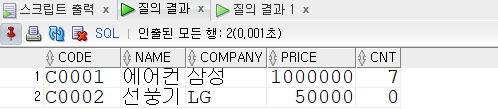 스크립트 출력 × 질의 결과 × 질의 결과 1 ×
SQL | 인출된 모든 행: 2(0,001초)
CODE NAME COMPANY PRICE CNT
1 C0001 에어컨 삼성 1000000 7
2 C0002 선풍기 LG 50000 0